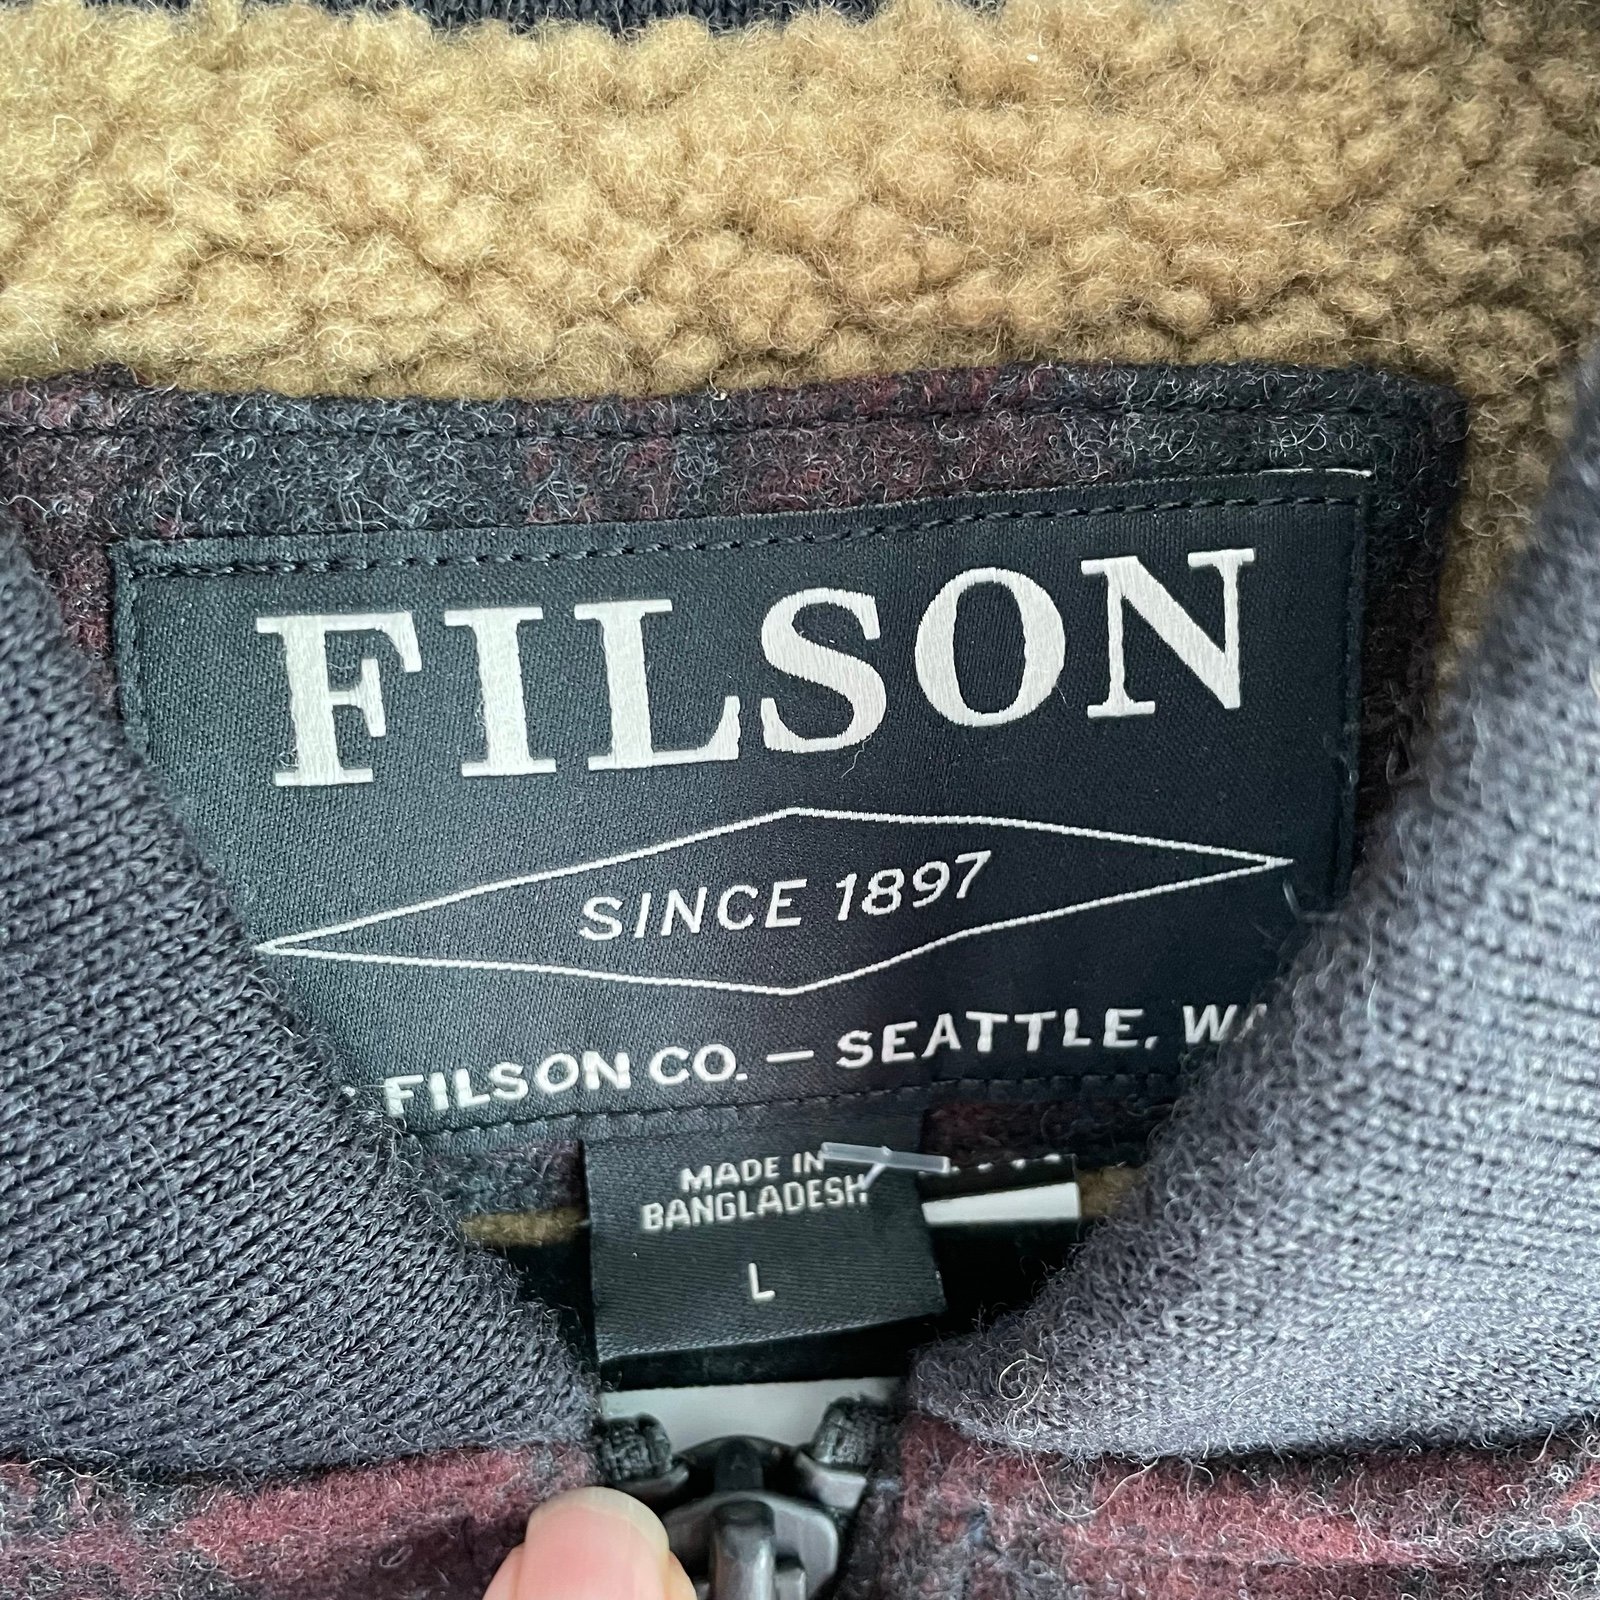 FILSON
SINCE 1897
FILSON CO. — SEATTLE, WA
MADE IN
BANGLADESH
L